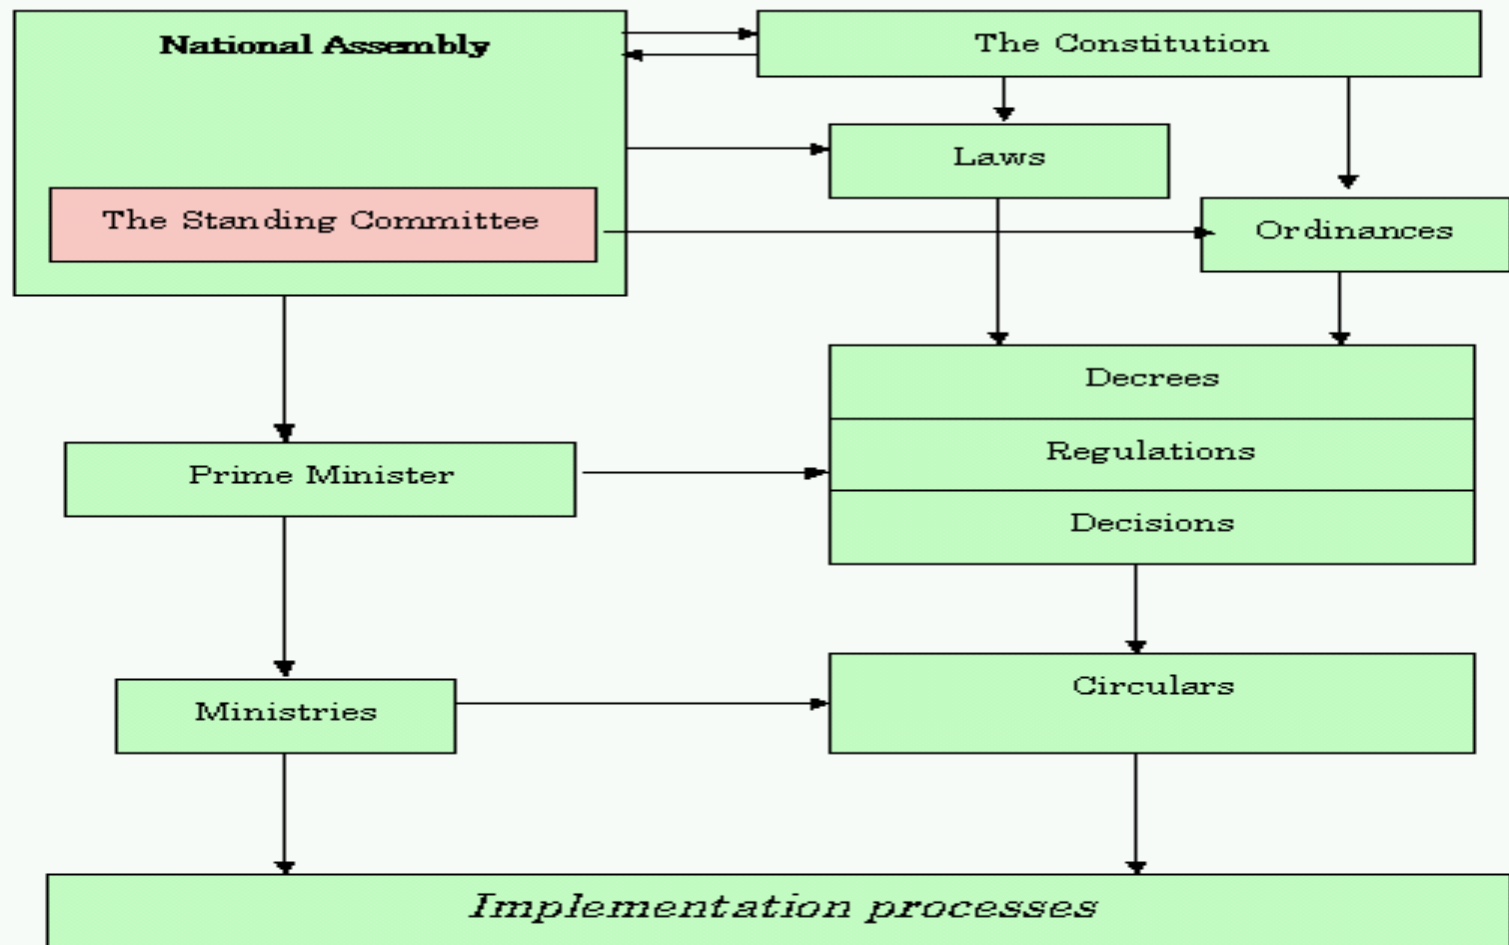 National Assembly
The Constitution
Laws
The Standing Committee
Ordinances
Decrees
Regulations
Prime Minister
Decisions
Circulars
Ministries
Implementation processes